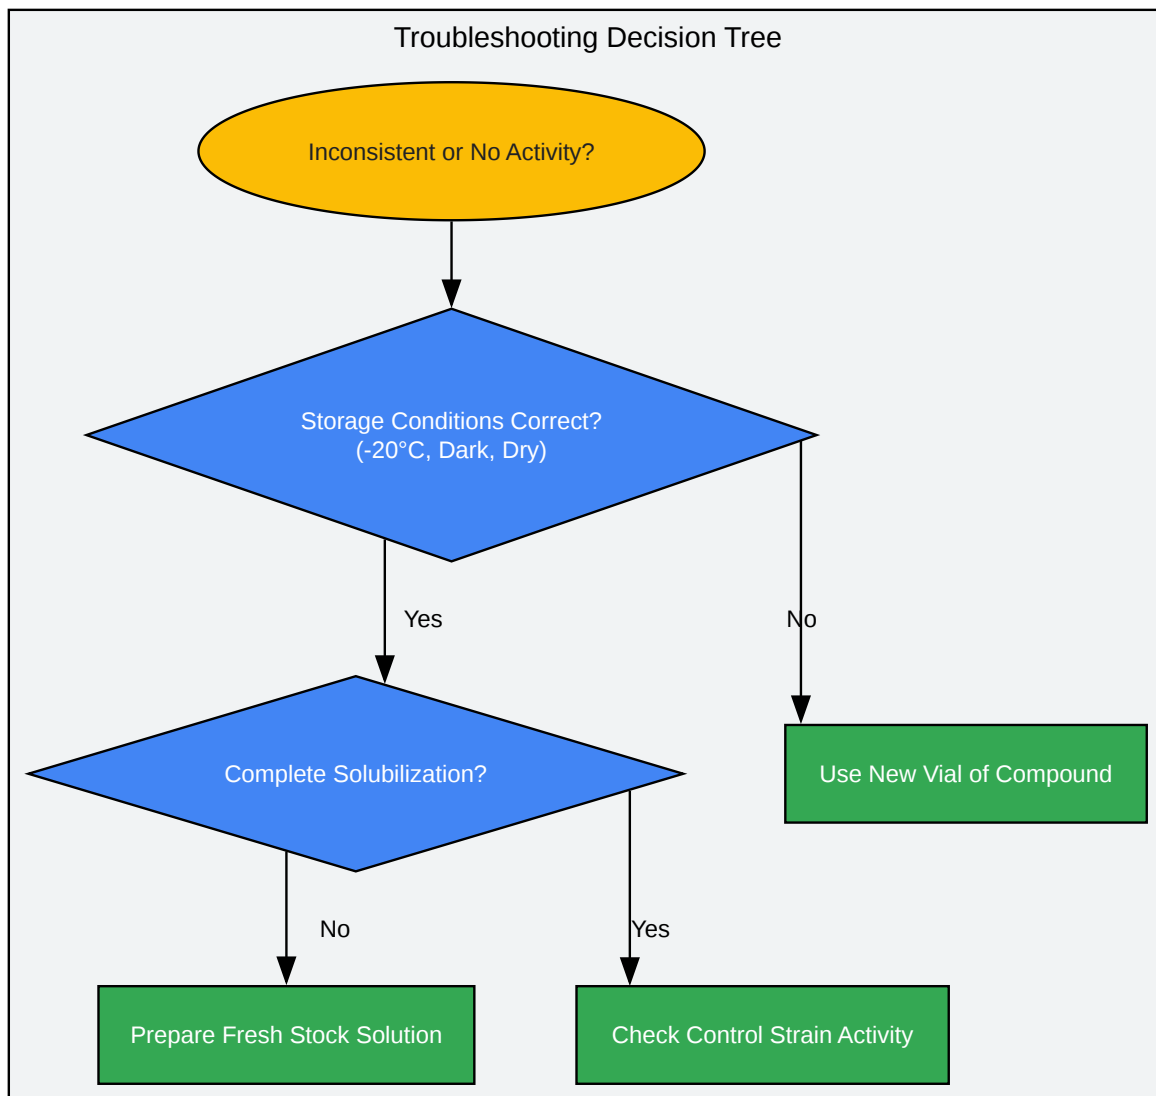 Troubleshooting Decision Tree
Inconsistent or No Activity?
Storage Conditions Correct?
(-20°C, Dark, Dry)
Yes
No
Complete Solubilization?
Use New Vial of Compound
No
Yes
Prepare Fresh Stock Solution
Check Control Strain Activity